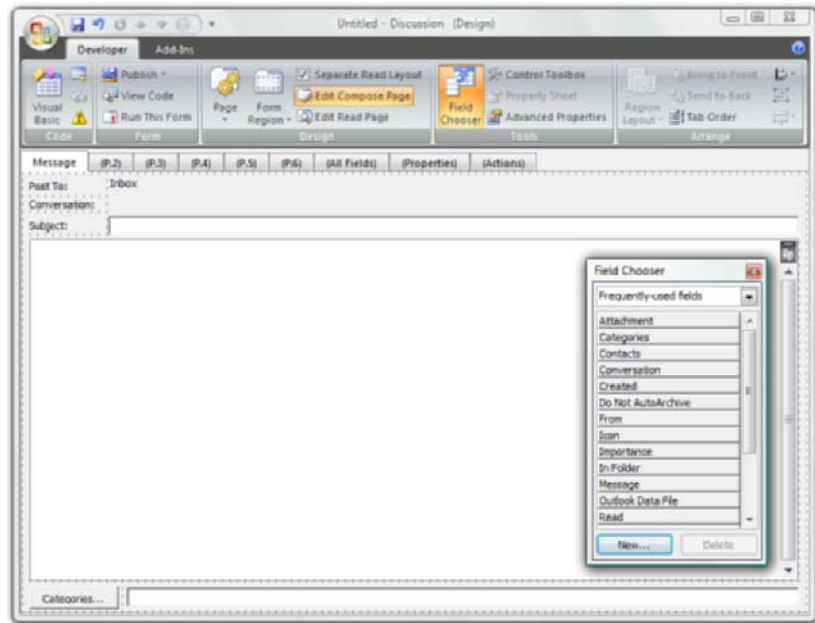 Untitled - Discussion (Design)
Developer Add-Ins
Visual Basic
Publish
View Code
Run This Form
Page
Form Region
Separate Read Layout
Edit Compose Page
Edit Read Page
Field Chooser
Control Toolbox
Property Sheet
Advanced Properties
Region Layout
Bring to Front
Send to Back
Tab Order
Code Form Design Tools Arrange
Message (P.2) (P.3) (P.4) (P.5) (P.6) (All Fields) (Properties) (Actions)
Post To: Inbox
Conversation:
Subject:
Field Chooser
Frequently-used fields
Attachment
Categories
Contacts
Conversation
Created
Do Not AutoArchive
From
Icon
Importance
In Folder
Message
Outlook Data File
Read
New... Delete
Categories...